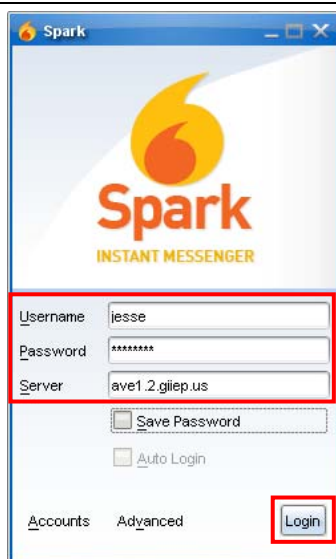 Spark
Spark
INSTANT MESSENGER
Username jesse
Password ********
Server ave1.2.giiep.us
Save Password
Auto Login
Accounts Advanced Login